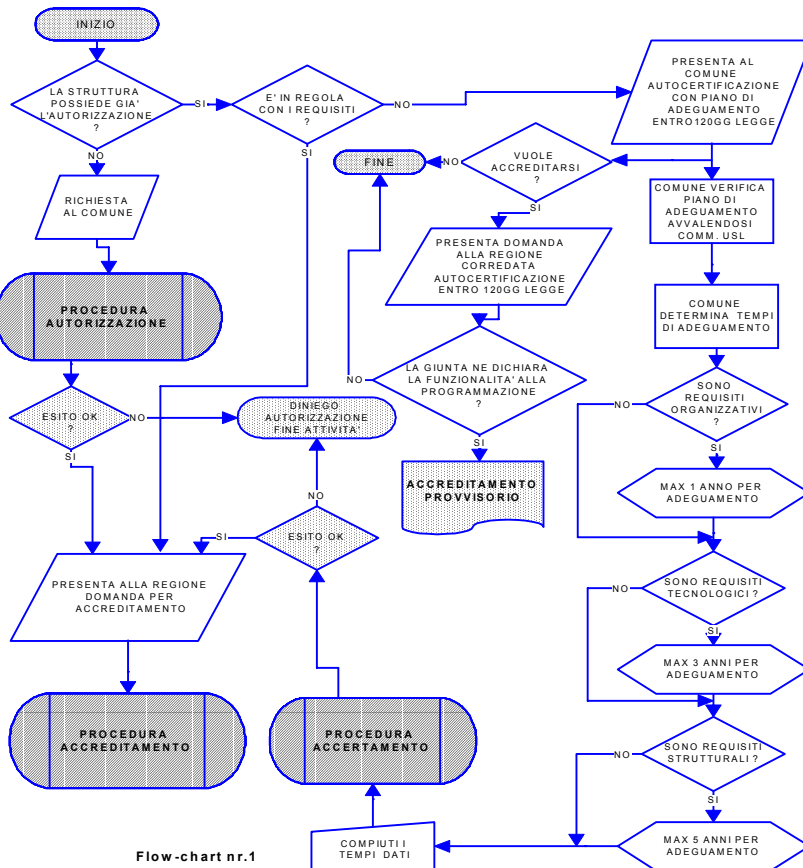 INIZIO
LA STRUTTURA
POSSIEDE GIA'
L'AUTORIZZAZIONE
?
SI
E' IN REGOLA
CON I REQUISITI
?
NO
PRESENTA AL
COMUNE
AUTOCERTIFICAZIONE
CON PIANO DI
ADEGUAMENTO
ENTRO120GG LEGGE
NO
SI
RICHIESTA
AL COMUNE
FINE
NO
VUOLE
ACCREDITARSI
?
SI
COMUNE VERIFICA
PIANO DI
ADEGUAMENTO
AVVALENDOSI
COMM. USL
PRESENTA DOMANDA
ALLA REGIONE
CORREDATA
AUTOCERTIFICAZIONE
ENTRO 120GG LEGGE
PROCEDURA
AUTORIZZAZIONE
COMUNE
DETERMINA TEMPI
DI ADEGUAMENTO
NO
LA GIUNTA NE DICHIARA
LA FUNZIONALITA' ALLA
PROGRAMMAZIONE
?
SI
NO
SONO
REQUISITI
ORGANIZZATIVI
?
SI
ESITO OK
?
NO
SI
DINIEGO
AUTORIZZAZIONE
FINE ATTIVITA'
ACCREDITAMENTO
PROVVISORIO
MAX 1 ANNO PER
ADEGUAMENTO
NO
SI
ESITO OK
?
PRESENTA ALLA REGIONE
DOMANDA PER
ACCREDITAMENTO
NO
SONO REQUISITI
TECNOLOGICI ?
SI
MAX 3 ANNI PER
ADEGUAMENTO
PROCEDURA
ACCREDITAMENTO
PROCEDURA
ACCERTAMENTO
NO
SONO REQUISITI
STRUTTURALI ?
SI
COMPIUTI I
TEMPI DATI
MAX 5 ANNI PER
ADEGUAMENTO
Flow-chart nr.1